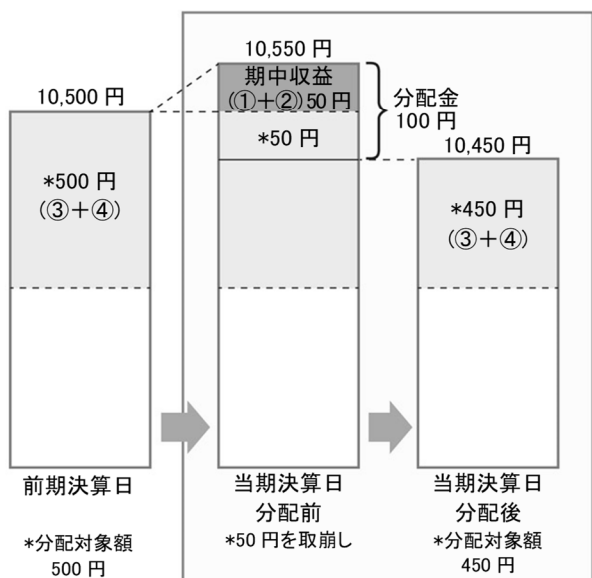 10,500 円
*500 円
(③+④)
前期決算日
*分配対象額
500 円
10,550 円
期中収益
(①+②)50 円
*50 円
分配金
100 円
当期決算日
分配前
*50 円を取崩し
10,450 円
*450 円
(③+④)
当期決算日
分配後
*分配対象額
450 円